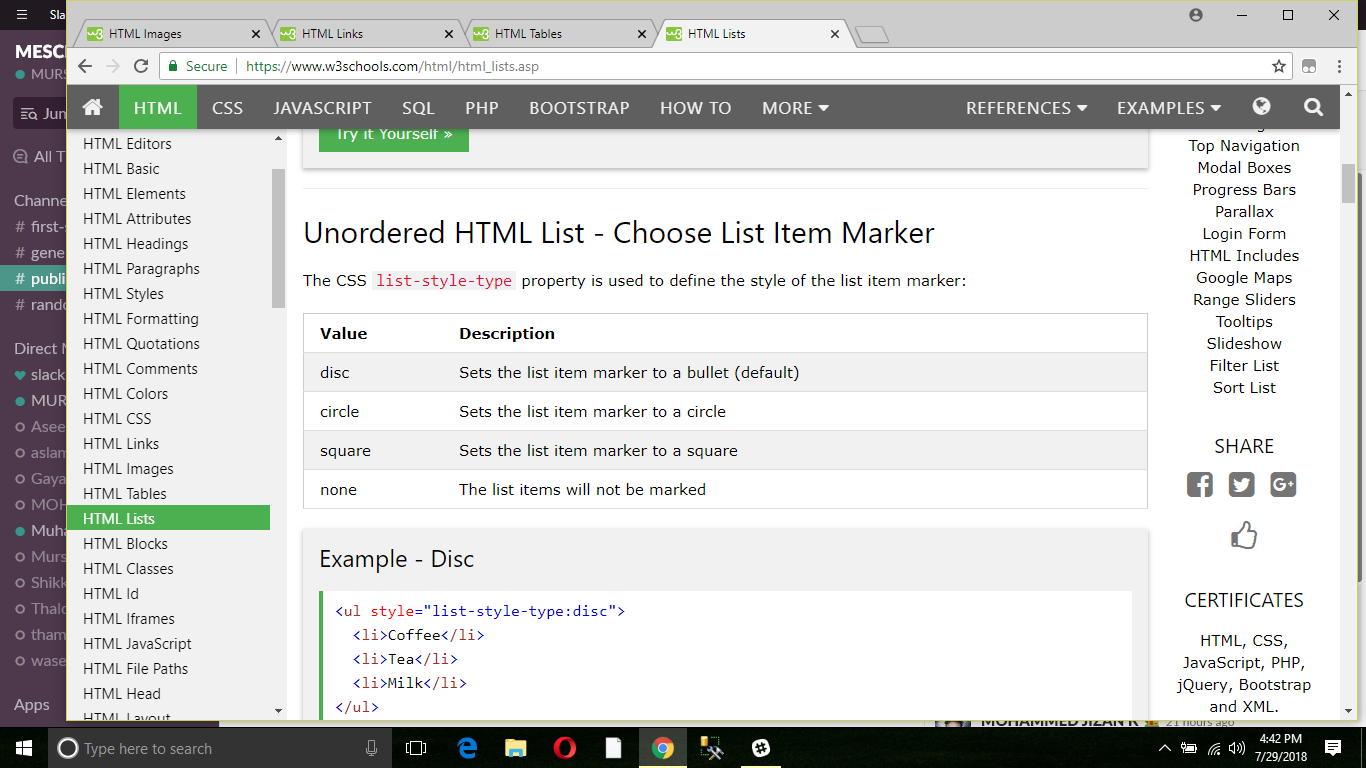 Sla
HTML Images
HTML Links
HTML Tables
HTML Lists
Secure
https://www.w3schools.com/html/html_lists.asp
HTML
CSS
JAVASCRIPT
SQL
PHP
BOOTSTRAP
HOW TO
MORE
REFERENCES
EXAMPLES
MESC
MURS
Jum
All T
Channe
# first-
# gene
# publi
# rando
Direct M
slack
MUR
Asee
aslam
Gaya
MOH
Muha
Murs
Shikk
Thalo
tham
wase
Apps
HTML Editors
HTML Basic
HTML Elements
HTML Attributes
HTML Headings
HTML Paragraphs
HTML Styles
HTML Formatting
HTML Quotations
HTML Comments
HTML Colors
HTML CSS
HTML Links
HTML Images
HTML Tables
HTML Lists
HTML Blocks
HTML Classes
HTML Id
HTML Iframes
HTML JavaScript
HTML File Paths
HTML Head
HTML Layout
Try it Yourself »
Unordered HTML List - Choose List Item Marker
The CSS list-style-type property is used to define the style of the list item marker:
Value Description
disc Sets the list item marker to a bullet (default)
circle Sets the list item marker to a circle
square Sets the list item marker to a square
none The list items will not be marked
Example - Disc
<ul style="list-style-type:disc">
<li>Coffee</li>
<li>Tea</li>
<li>Milk</li>
</ul>
Top Navigation
Modal Boxes
Progress Bars
Parallax
Login Form
HTML Includes
Google Maps
Range Sliders
Tooltips
Slideshow
Filter List
Sort List
SHARE
CERTIFICATES
HTML, CSS,
JavaScript, PHP,
jQuery, Bootstrap
and XML.
MOHAMMED JIZAN K
21 hours ago
Type here to search
4:42 PM
7/29/2018